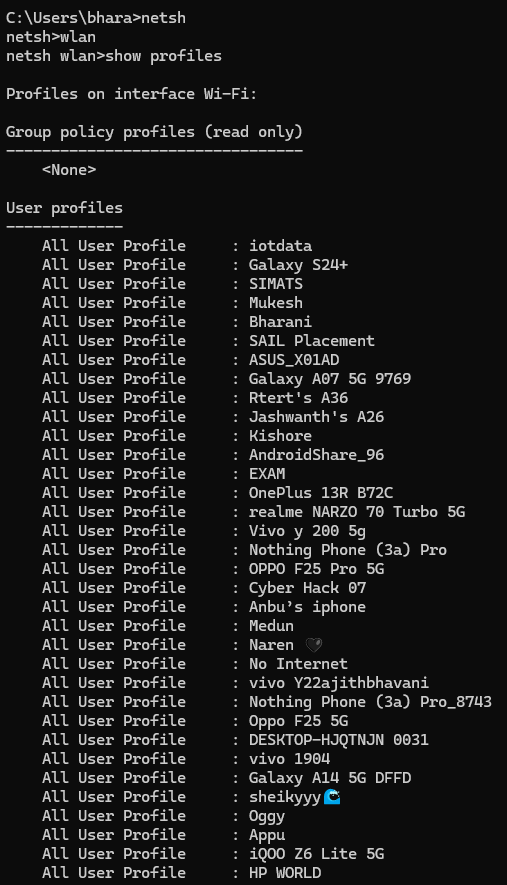 C:\Users\bhara>netsh
netsh>wlan
netsh wlan>show profiles
Profiles on interface Wi-Fi:
Group policy profiles (read only)
---------------------------------
    <None>
User profiles
-------------
    All User Profile     : iotdata
    All User Profile     : Galaxy S24+
    All User Profile     : SIMATS
    All User Profile     : Mukesh
    All User Profile     : Bharani
    All User Profile     : SAIL Placement
    All User Profile     : ASUS_X01AD
    All User Profile     : Galaxy A07 5G 9769
    All User Profile     : Rtert's A36
    All User Profile     : Jashwanth's A26
    All User Profile     : Kishore
    All User Profile     : AndroidShare_96
    All User Profile     : EXAM
    All User Profile     : OnePlus 13R B72C
    All User Profile     : realme NARZO 70 Turbo 5G
    All User Profile     : Vivo y 200 5g
    All User Profile     : Nothing Phone (3a) Pro
    All User Profile     : OPPO F25 Pro 5G
    All User Profile     : Cyber Hack 07
    All User Profile     : Anbu’s iphone
    All User Profile     : Medun
    All User Profile     : Naren 🖤
    All User Profile     : No Internet
    All User Profile     : vivo Y22ajithbhavani
    All User Profile     : Nothing Phone (3a) Pro_8743
    All User Profile     : Oppo F25 5G
    All User Profile     : DESKTOP-HJQTNJN 0031
    All User Profile     : vivo 1904
    All User Profile     : Galaxy A14 5G DFFD
    All User Profile     : sheikyyy
    All User Profile     : Oggy
    All User Profile     : Appu
    All User Profile     : iQOO Z6 Lite 5G
    All User Profile     : HP WORLD